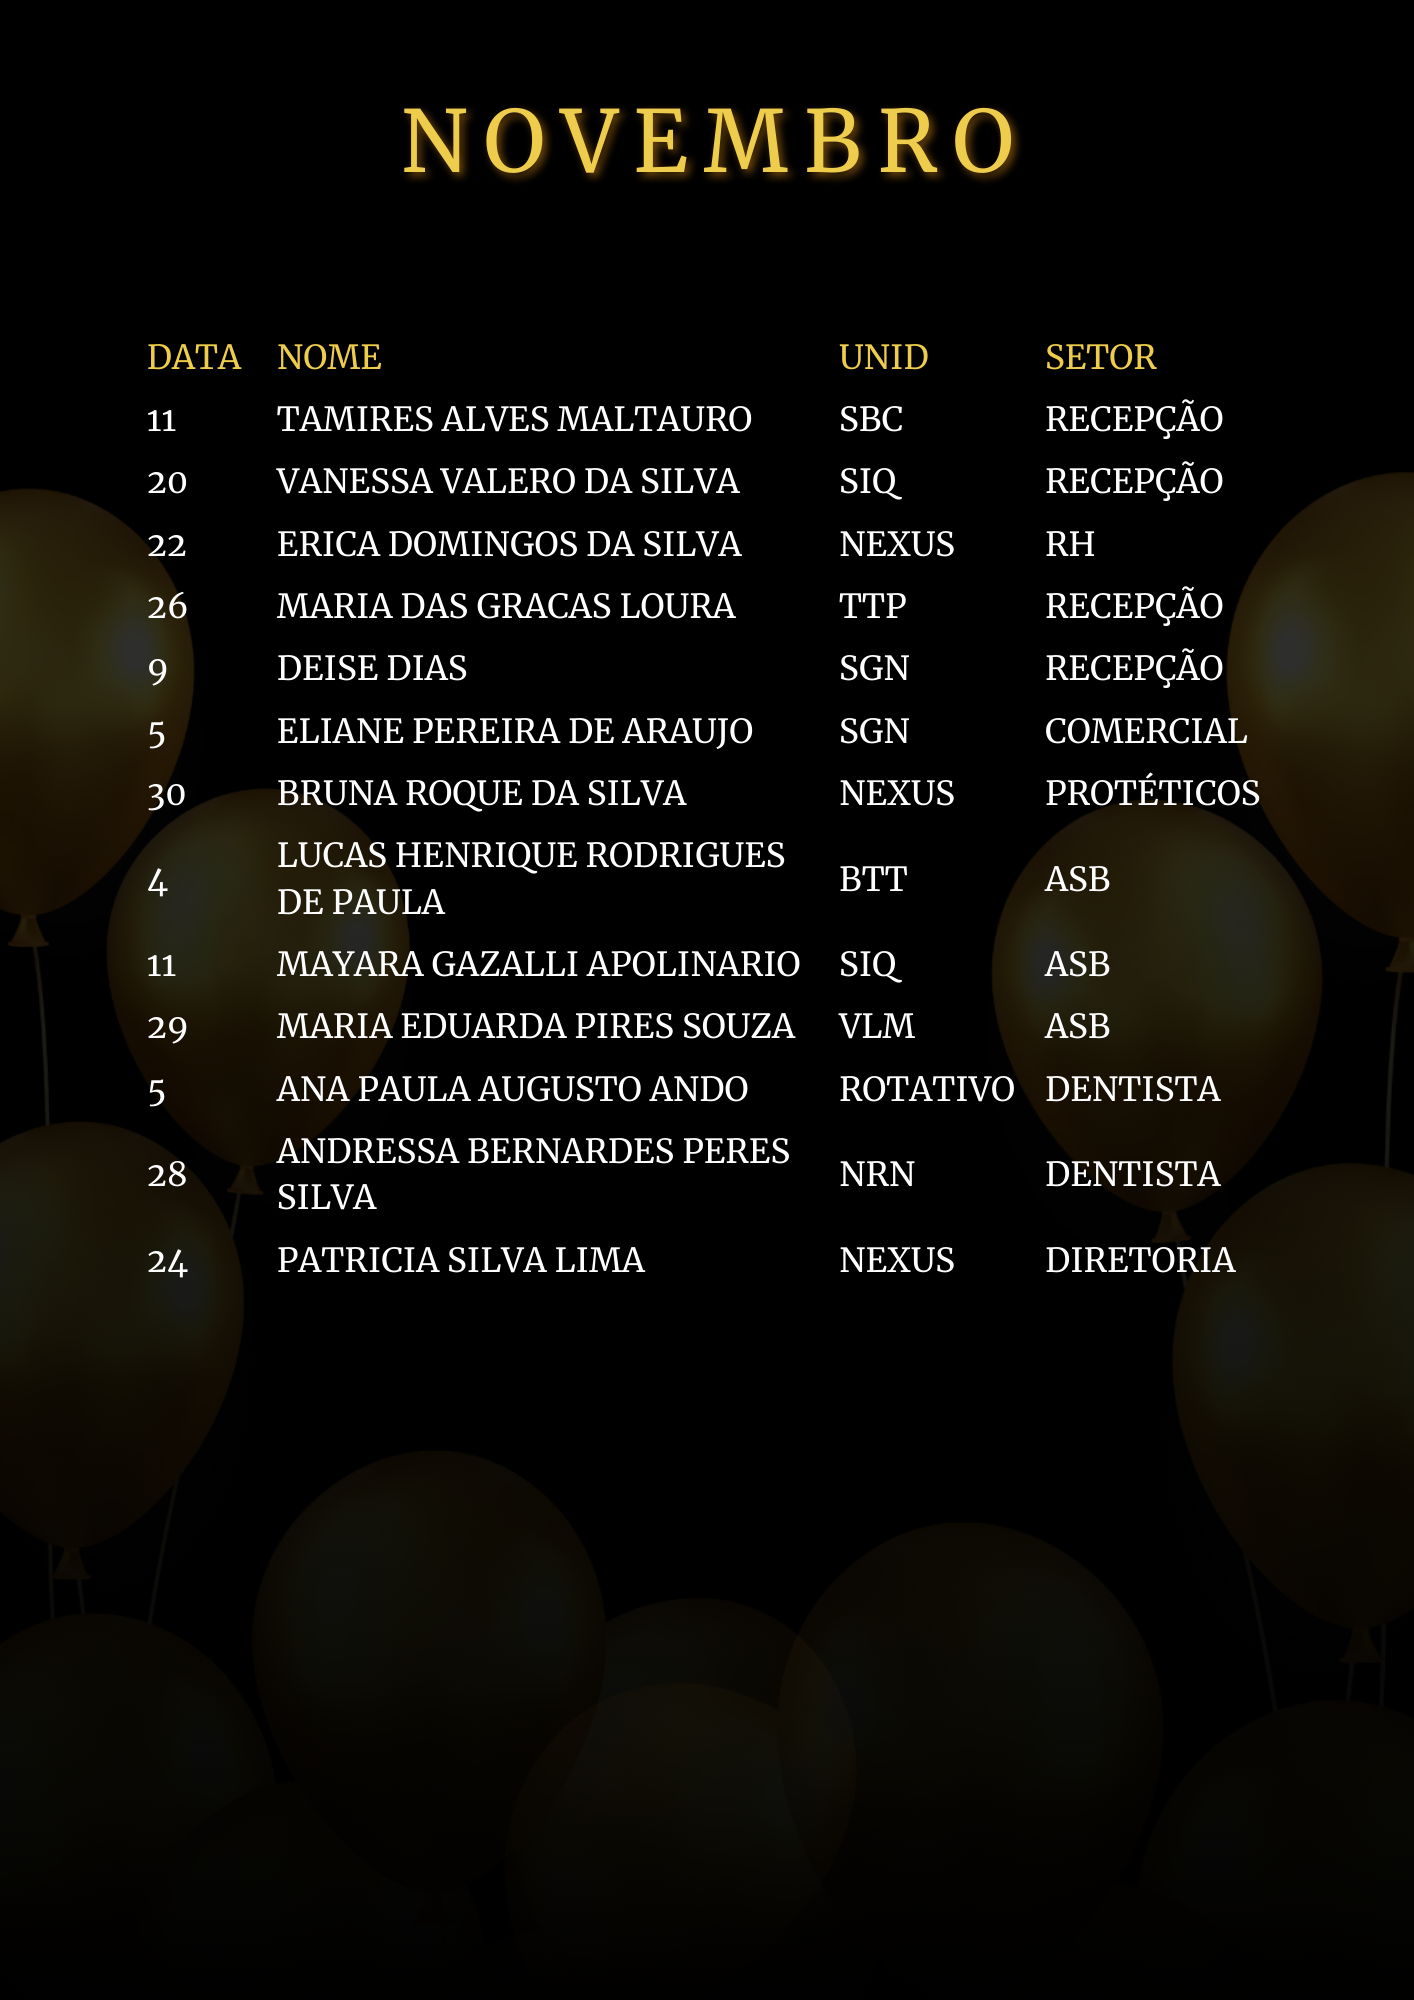 NOVEMBRO
DATA NOME UNID SETOR
11 TAMIRES ALVES MALTAURO SBC RECEPÇÃO
20 VANESSA VALERO DA SILVA SIQ RECEPÇÃO
22 ERICA DOMINGOS DA SILVA NEXUS RH
26 MARIA DAS GRACAS LOURA TTP RECEPÇÃO
9 DEISE DIAS SGN RECEPÇÃO
5 ELIANE PEREIRA DE ARAUJO SGN COMERCIAL
30 BRUNA ROQUE DA SILVA NEXUS PROTÉTICOS
4 LUCAS HENRIQUE RODRIGUES
DE PAULA BTT ASB
11 MAYARA GAZALLI APOLINARIO SIQ ASB
29 MARIA EDUARDA PIRES SOUZA VLM ASB
5 ANA PAULA AUGUSTO ANDO ROTATIVO DENTISTA
28 ANDRESSA BERNARDES PERES
SILVA NRN DENTISTA
24 PATRICIA SILVA LIMA NEXUS DIRETORIA